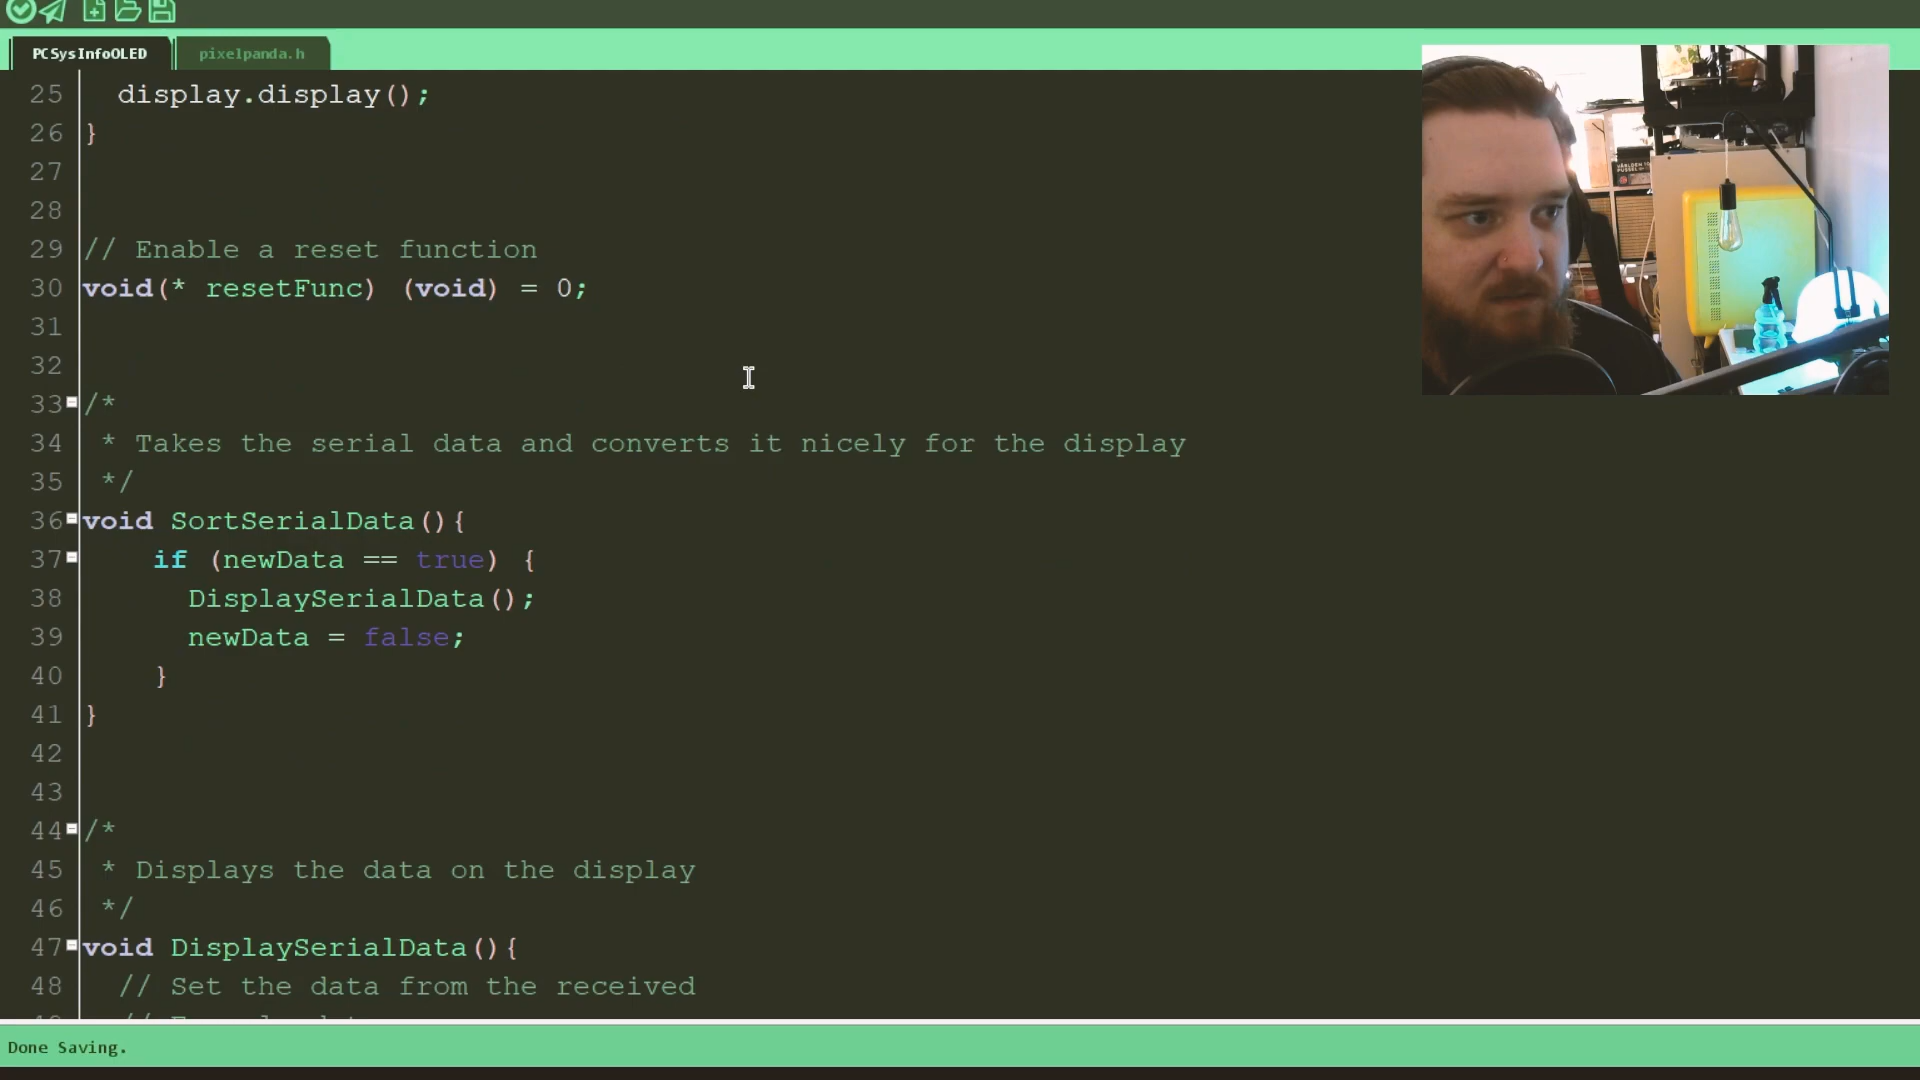 PCSysInfoOLED pixelpanda.h
25 display.display();
26 }
27
28
29 // Enable a reset function
30 void(* resetFunc) (void) = 0;
31
32
33 /*
34 * Takes the serial data and converts it nicely for the display
35 */
36 void SortSerialData(){
37 if (newData == true) {
38 DisplaySerialData();
39 newData = false;
40 }
41 }
42
43
44 /*
45 * Displays the data on the display
46 */
47 void DisplaySerialData(){
48 // Set the data from the received
Done Saving.